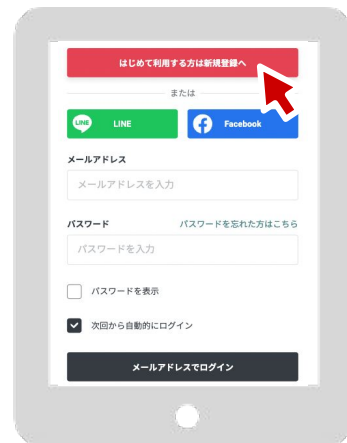 はじめて利用する方は新規登録へ
または
LINE LINE
Facebook
メールアドレス
メールアドレスを入力
パスワード パスワードを忘れた方はこちら
パスワードを入力
パスワードを表示
次回から自動的にログイン
メールアドレスでログイン